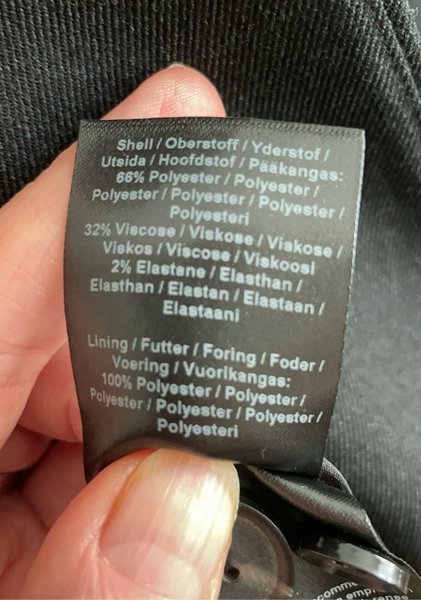 Shell / Oberstoff / Yderstof /
Utsida / Hoofdstof / Pääkangas:
66% Polyester / Polyester /
Polyester / Polyester / Polyester /
Polyesteri
32% Viscose / Viskose / Viskose /
Viskos / Viscose / Viskoosi
2% Elastane / Elasthan /
Elasthan / Elastan / Elastaan /
Elastaani
Lining / Futter / Foring / Foder /
Voering / Vuorikangas:
100% Polyester / Polyester /
Polyester / Polyester / Polyester /
Polyesteri